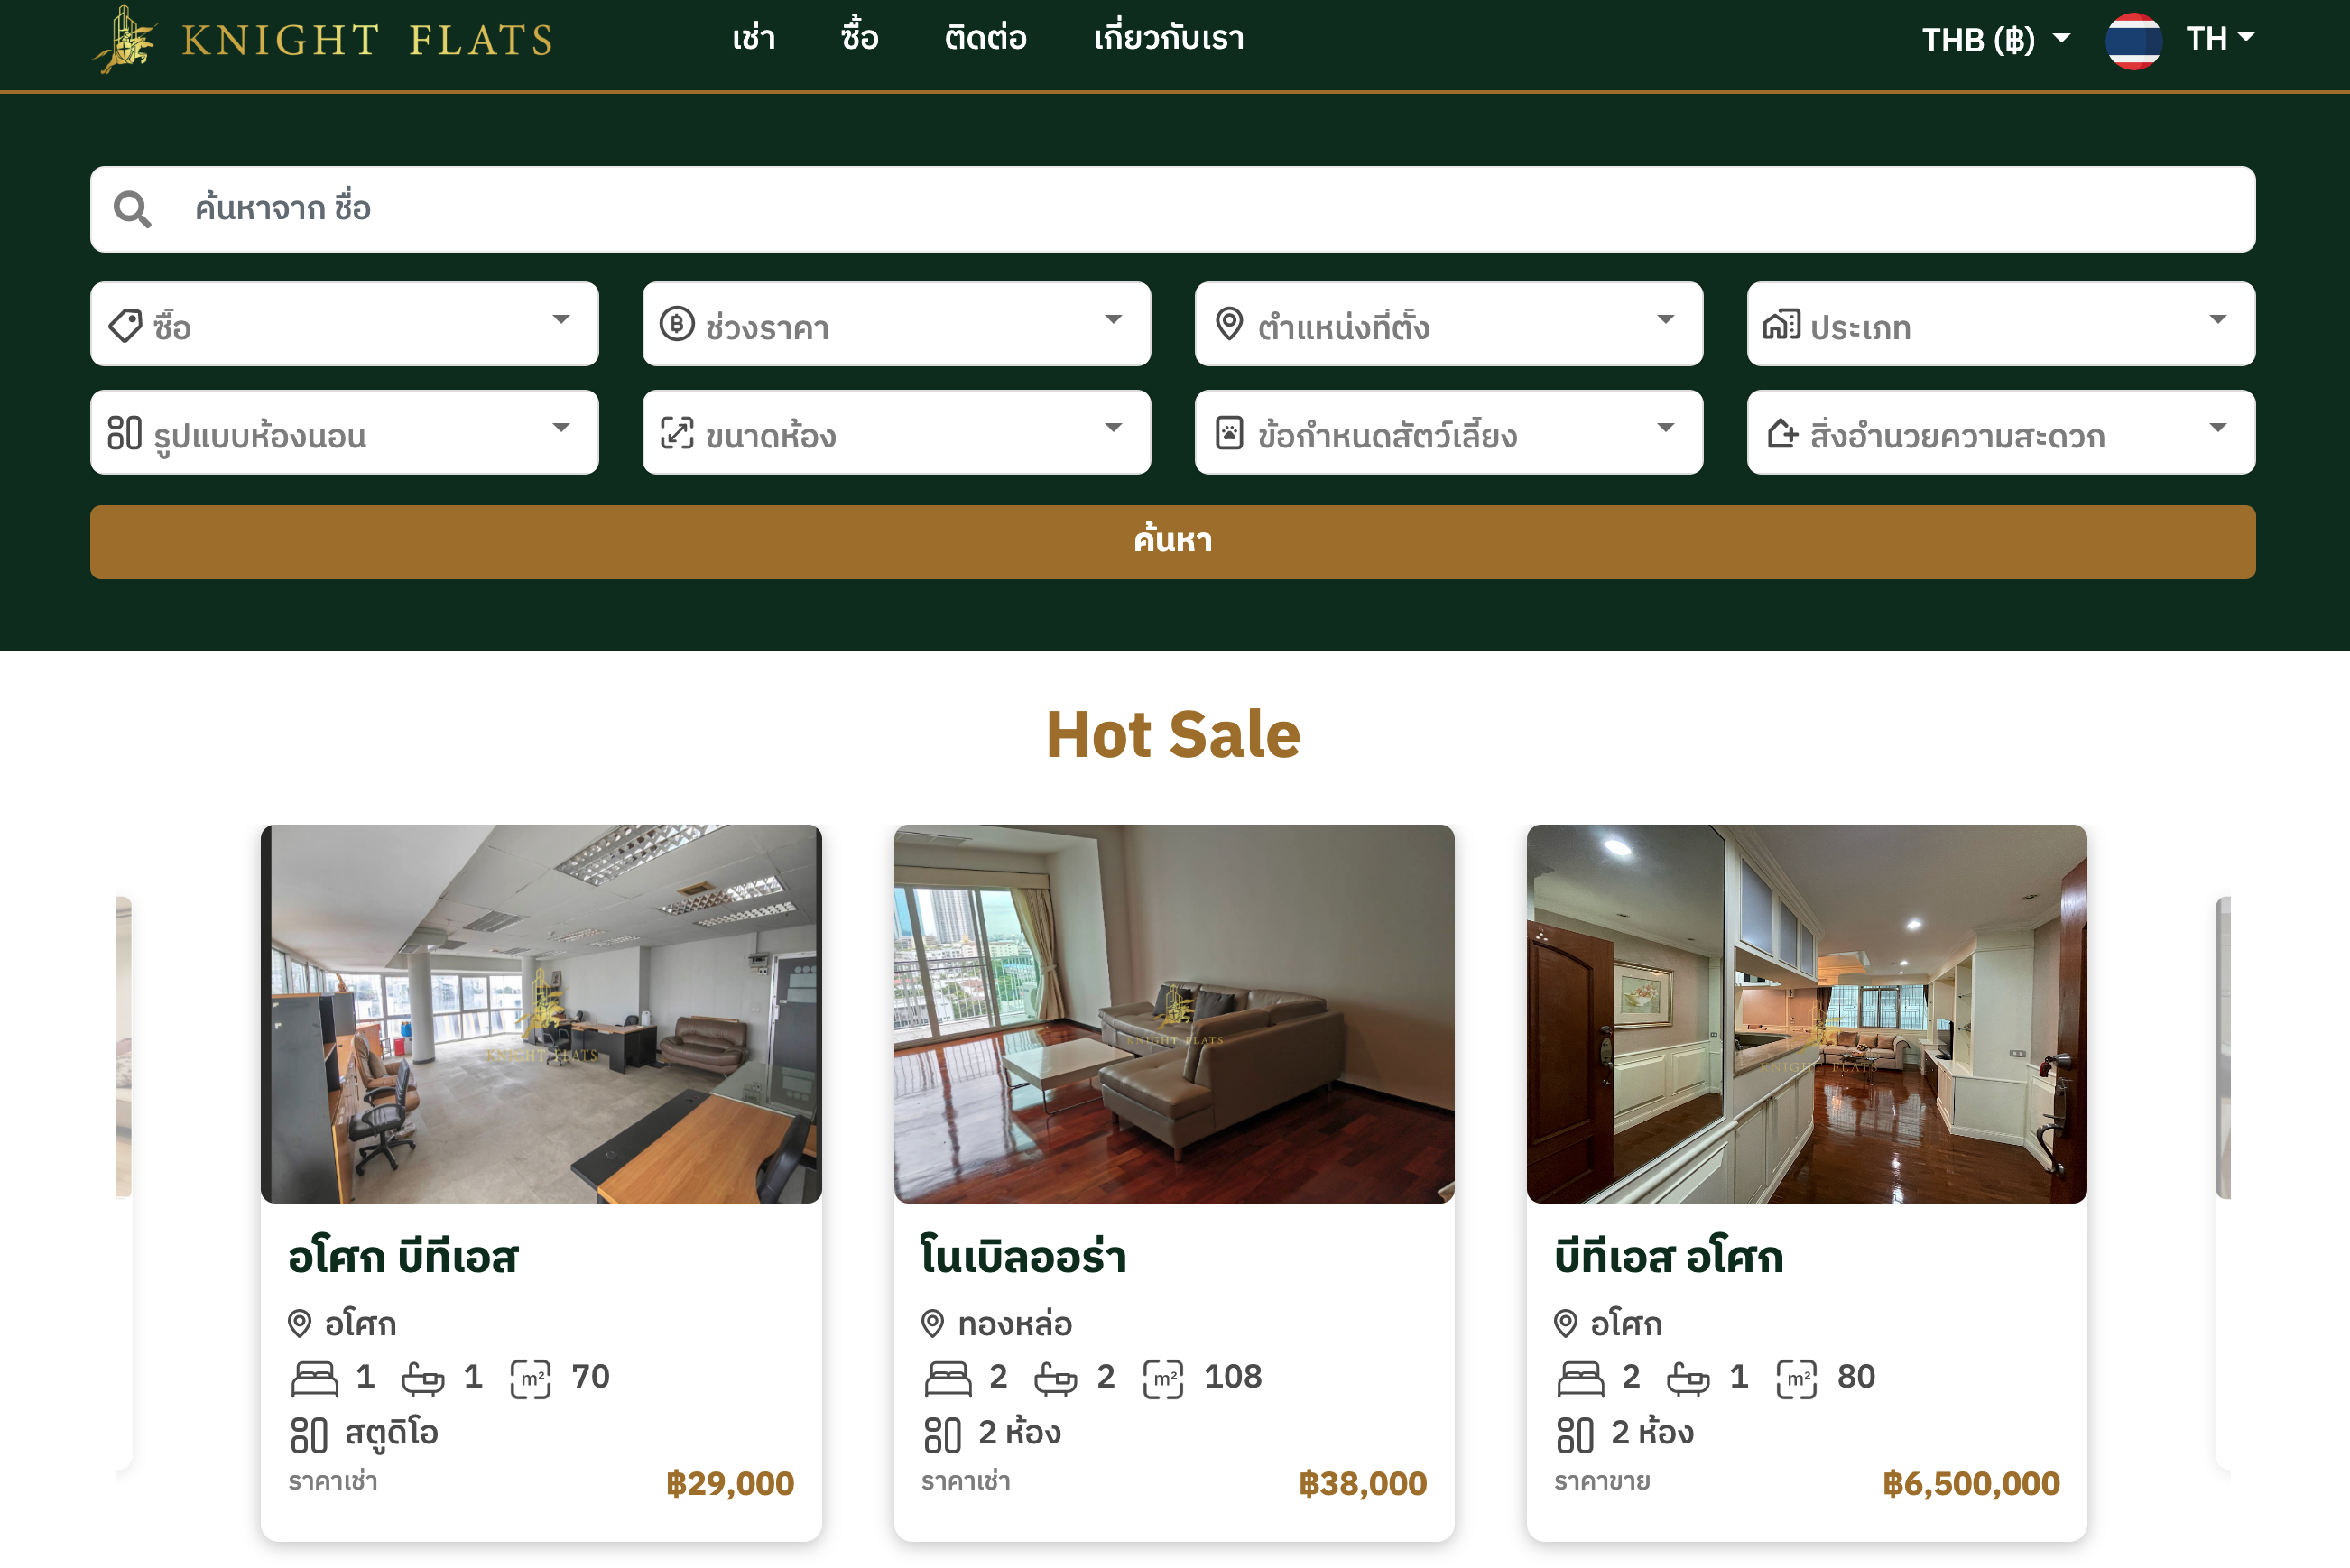 KNIGHT FLATS
เช่า ซื้อ ติดต่อ เกี่ยวกับเรา THB (฿) TH
ค้นหาจาก ชื่อ
ซื้อ ช่วงราคา ตำแหน่งที่ตั้ง ประเภท
รูปแบบห้องนอน ขนาดห้อง ข้อกำหนดสัตว์เลี้ยง สิ่งอำนวยความสะดวก
ค้นหา
Hot Sale
KNIGHT FLATS
KNIGHT FLATS
KNIGHT FLATS
อโศก บีทีเอส
อโศก
1 1 m² 70
สตูดิโอ
ราคาเช่า ฿29,000
โนเบิลออร่า
ทองหล่อ
2 2 m² 108
2 ห้อง
ราคาเช่า ฿38,000
บีทีเอส อโศก
อโศก
2 1 m² 80
2 ห้อง
ราคาขาย ฿6,500,000